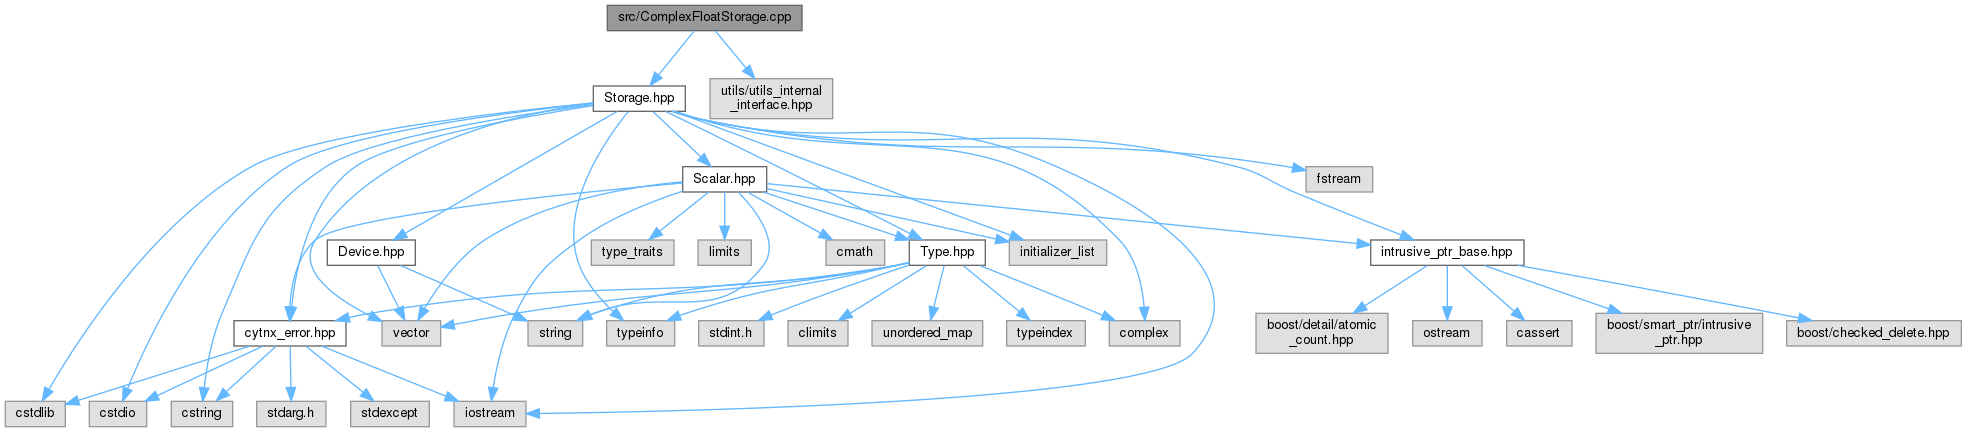 src/ComplexFloatStorage.cpp
Storage.hpp
utils/utils_internal
_interface.hpp
Scalar.hpp
fstream
Device.hpp
type_traits
limits
cmath
Type.hpp
initializer_list
intrusive_ptr_base.hpp
cytnx_error.hpp
vector
string
typeinfo
stdint.h
climits
unordered_map
typeindex
complex
boost/detail/atomic
_count.hpp
ostream
cassert
boost/smart_ptr/intrusive
_ptr.hpp
boost/checked_delete.hpp
cstdlib
cstdio
cstring
stdarg.h
stdexcept
iostream